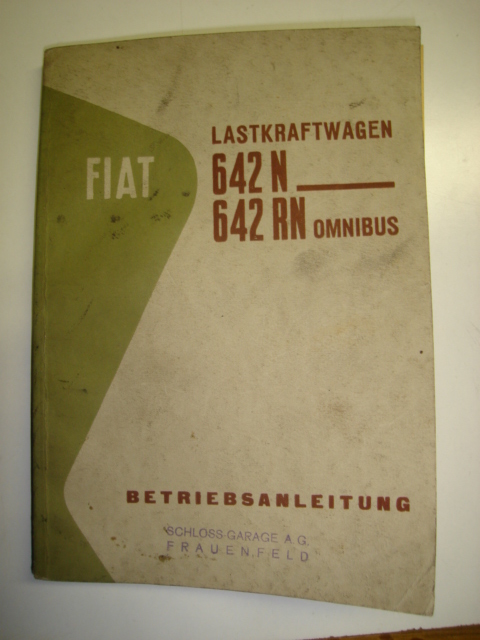 FIAT
LASTKRAFTWAGEN
642 N
642 RN OMNIBUS
BETRIEBSANLEITUNG
SCHLOSS-GARAGE A.G.
FRAUENFELD